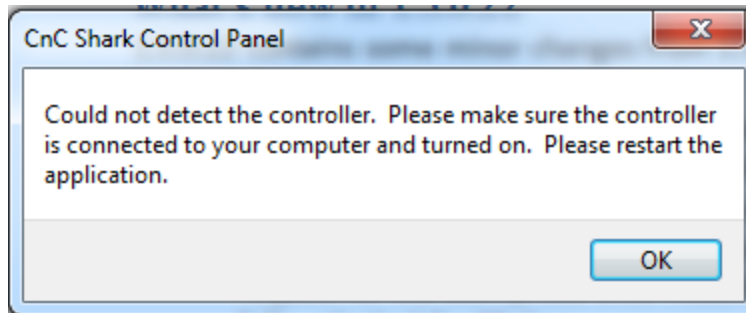 CnC Shark Control Panel
Could not detect the controller. Please make sure the controller
is connected to your computer and turned on. Please restart the
application.
OK